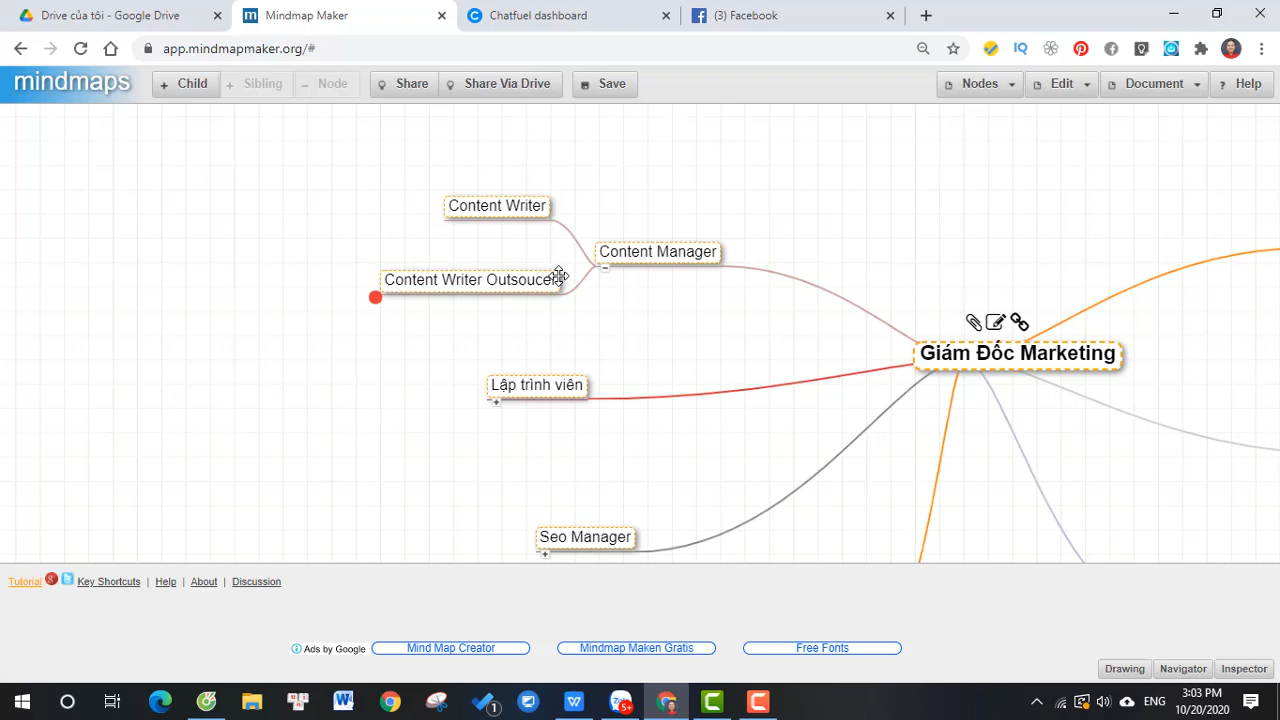 Drive của tôi - Google Drive
Mindmap Maker
Chatfuel dashboard
(3) Facebook
app.mindmapmaker.org/#
IQ
mindmaps
+ Child
+ Sibling
− Node
Share
Share Via Drive
Save
Nodes
Edit
Document
Help
Content Writer
Content Manager
Content Writer Outsoucer
Giám Đốc Marketing
Lập trình viên
Seo Manager
Tutorial
Key Shortcuts | Help | About | Discussion
Ads by Google
Mind Map Creator
Mindmap Maken Gratis
Free Fonts
Drawing
Navigator
Inspector
1
5+
ENG
3:03 PM
10/20/2020